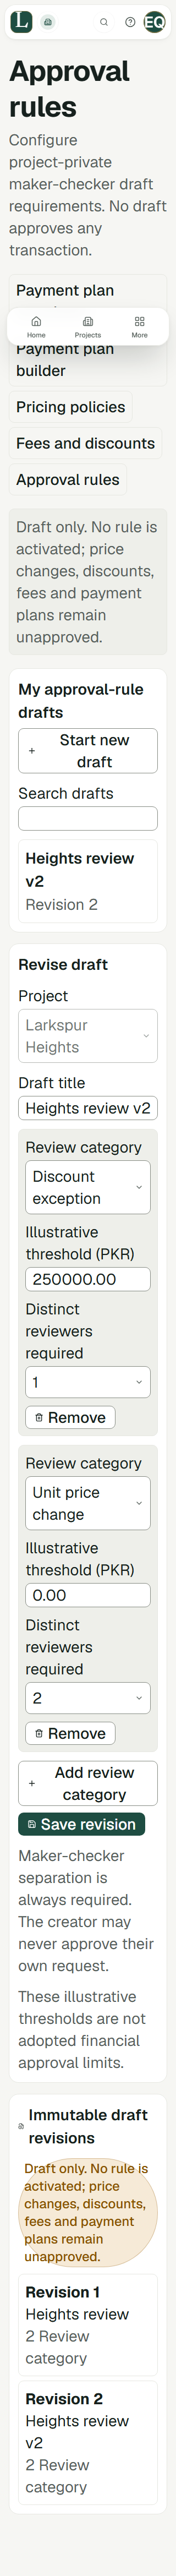 L
EQ
Approval
rules
Configure
project-private
maker-checker draft
requirements. No draft
approves any
transaction.
Payment plan
Home
Projects
More
Payment plan
builder
Pricing policies
Fees and discounts
Approval rules
Draft only. No rule is
activated; price
changes, discounts,
fees and payment
plans remain
unapproved.
My approval-rule
drafts
+ Start new
draft
Search drafts
Heights review
v2
Revision 2
Revise draft
Project
Larkspur
Heights
Draft title
Heights review v2
Review category
Discount
exception
Illustrative
threshold (PKR)
250000.00
Distinct
reviewers
required
1
Remove
Review category
Unit price
change
Illustrative
threshold (PKR)
0.00
Distinct
reviewers
required
2
Remove
+ Add review
category
Save revision
Maker-checker
separation is
always required.
The creator may
never approve their
own request.
These illustrative
thresholds are not
adopted financial
approval limits.
Immutable draft
revisions
Draft only. No rule is
activated; price
changes, discounts,
fees and payment
plans remain
unapproved.
Revision 1
Heights review
2 Review
category
Revision 2
Heights review
v2
2 Review
category